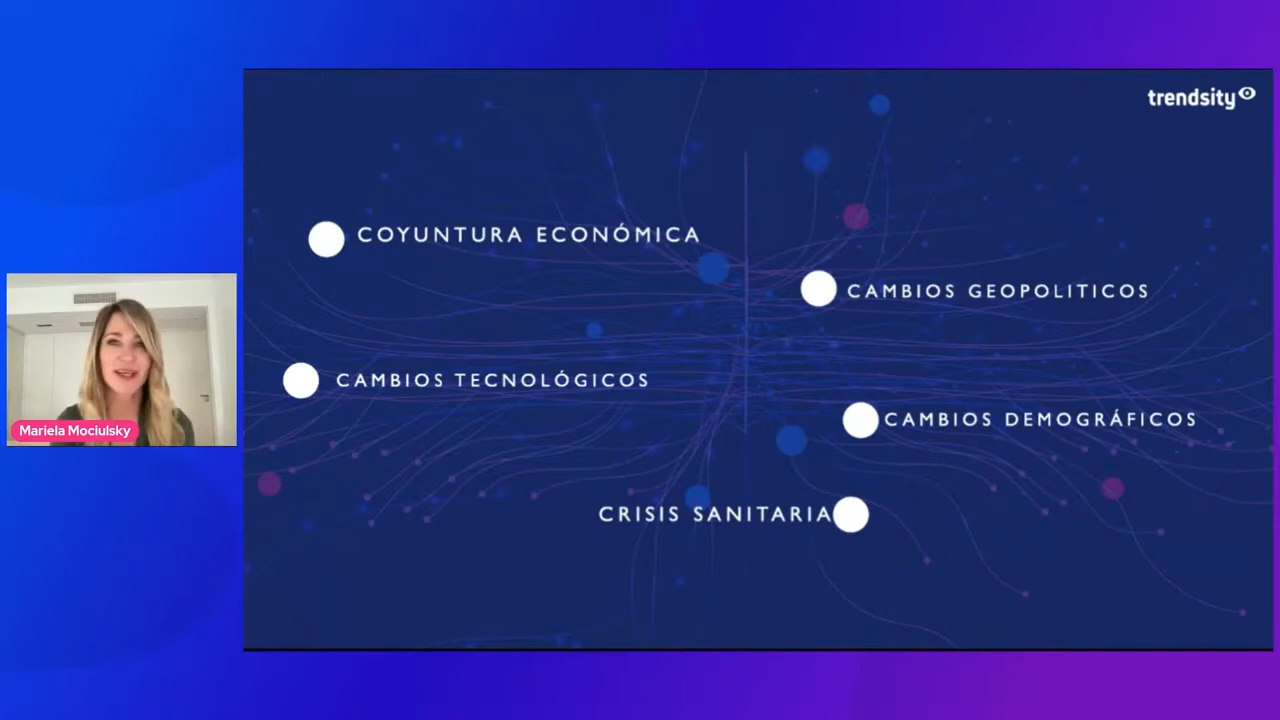 trendsity
COYUNTURA ECONÓMICA
CAMBIOS GEOPOLITICOS
CAMBIOS TECNOLÓGICOS
CAMBIOS DEMOGRÁFICOS
CRISIS SANITARIA
Mariela Mociulsky